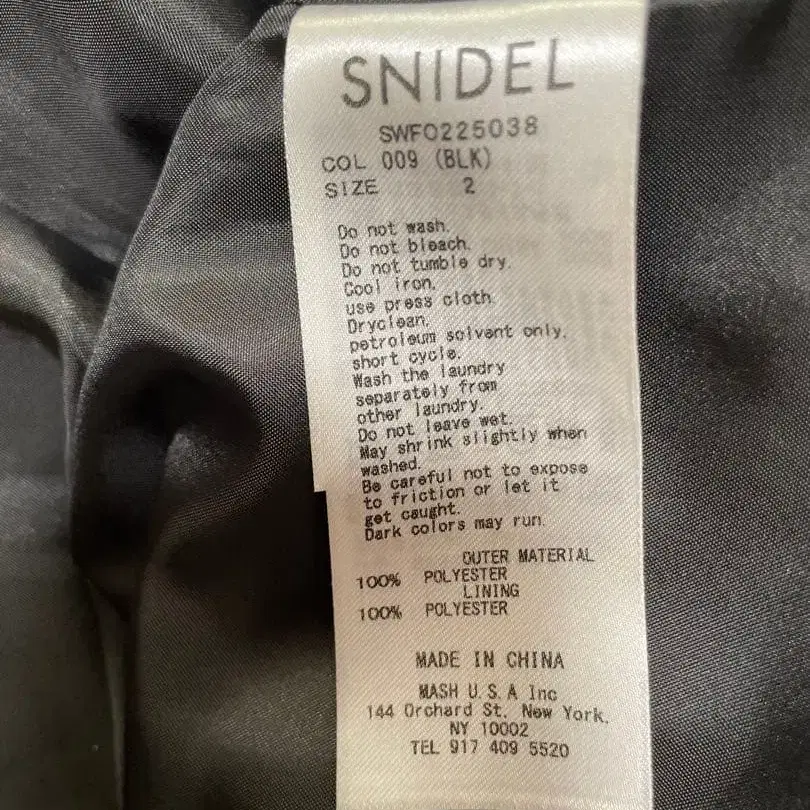 SNIDEL
SWFO225038
COL 009 (BLK)
SIZE 2
Do not wash.
Do not bleach.
Do not tumble dry.
Cool iron.
use press cloth.
Dryclean,
petroleum solvent only,
short cycle.
Wash the laundry
separately from
other laundry.
Do not leave wet.
May shrink slightly when
washed.
Be careful not to expose
to friction or let it
get caught.
Dark colors may run.
OUTER MATERIAL
100% POLYESTER
LINING
100% POLYESTER
MADE IN CHINA
MASH U.S.A Inc
144 Orchard St, New York,
NY 10002
TEL 917 409 5520